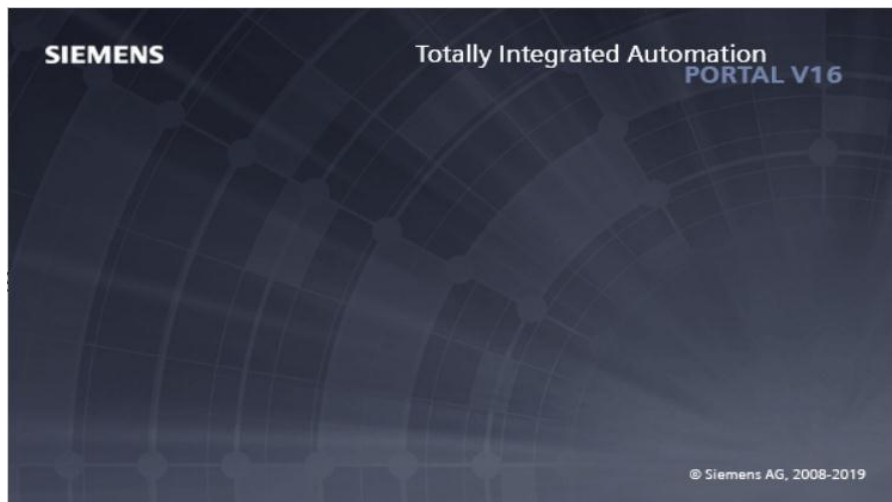 SIEMENS
Totally Integrated Automation
PORTAL V16
© Siemens AG, 2008-2019